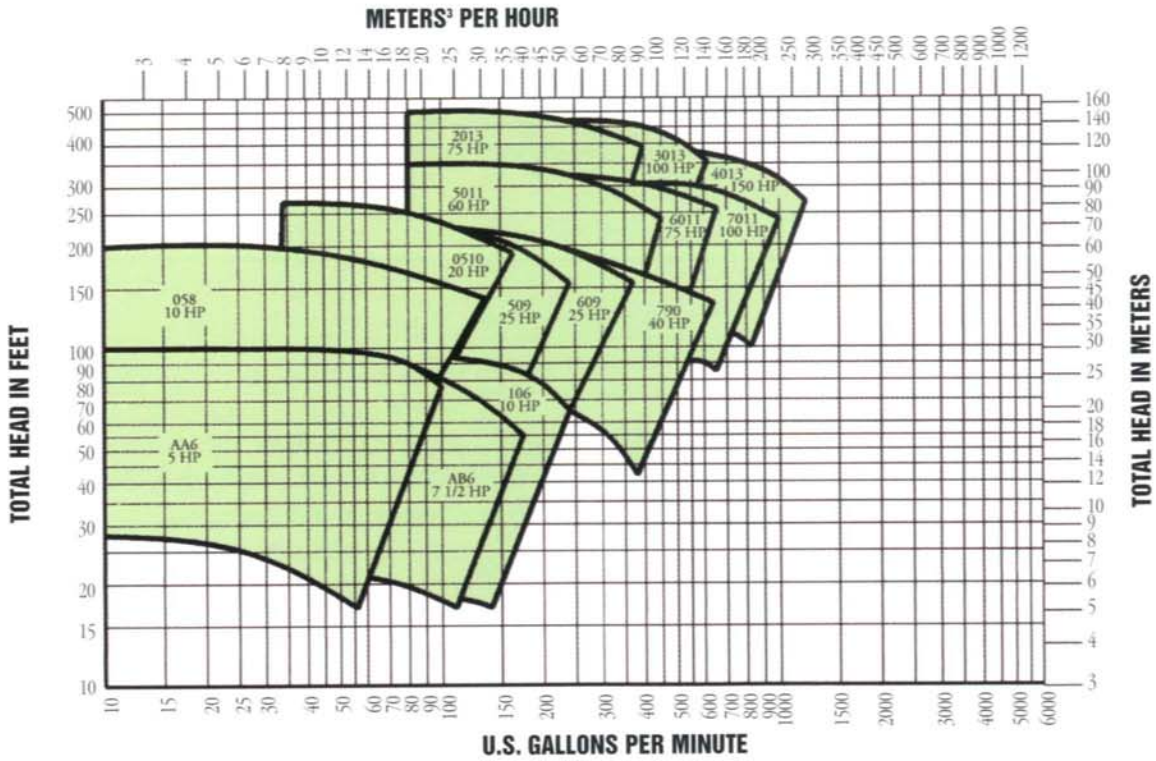 METERS³ PER HOUR
3 4 5 6 7 8 9 10 12 14 16 18 20 25 30 35 40 45 50 60 70 80 90 100 120 140 160 180 200 250 300 350 400 450 500 600 700 800 900 1000 1200
TOTAL HEAD IN FEET
500
400
300
250
200
150
100
90
80
70
60
50
40
30
20
15
10
2013
75 HP
3013
100 HP
4013
150 HP
5011
60 HP
6011
75 HP
7011
100 HP
0510
20 HP
058
10 HP
509
25 HP
609
25 HP
790
40 HP
106
10 HP
AA6
5 HP
AB6
7 1/2 HP
160
140
120
100
90
80
70
60
50
45
40
35
30
25
20
18
16
14
12
10
9
8
7
6
5
4
3
TOTAL HEAD IN METERS
10 15 20 25 30 40 50 60 70 80 90 100 150 200 300 400 500 600 700 800 900 1000 1500 2000 3000 4000 5000 6000
U.S. GALLONS PER MINUTE